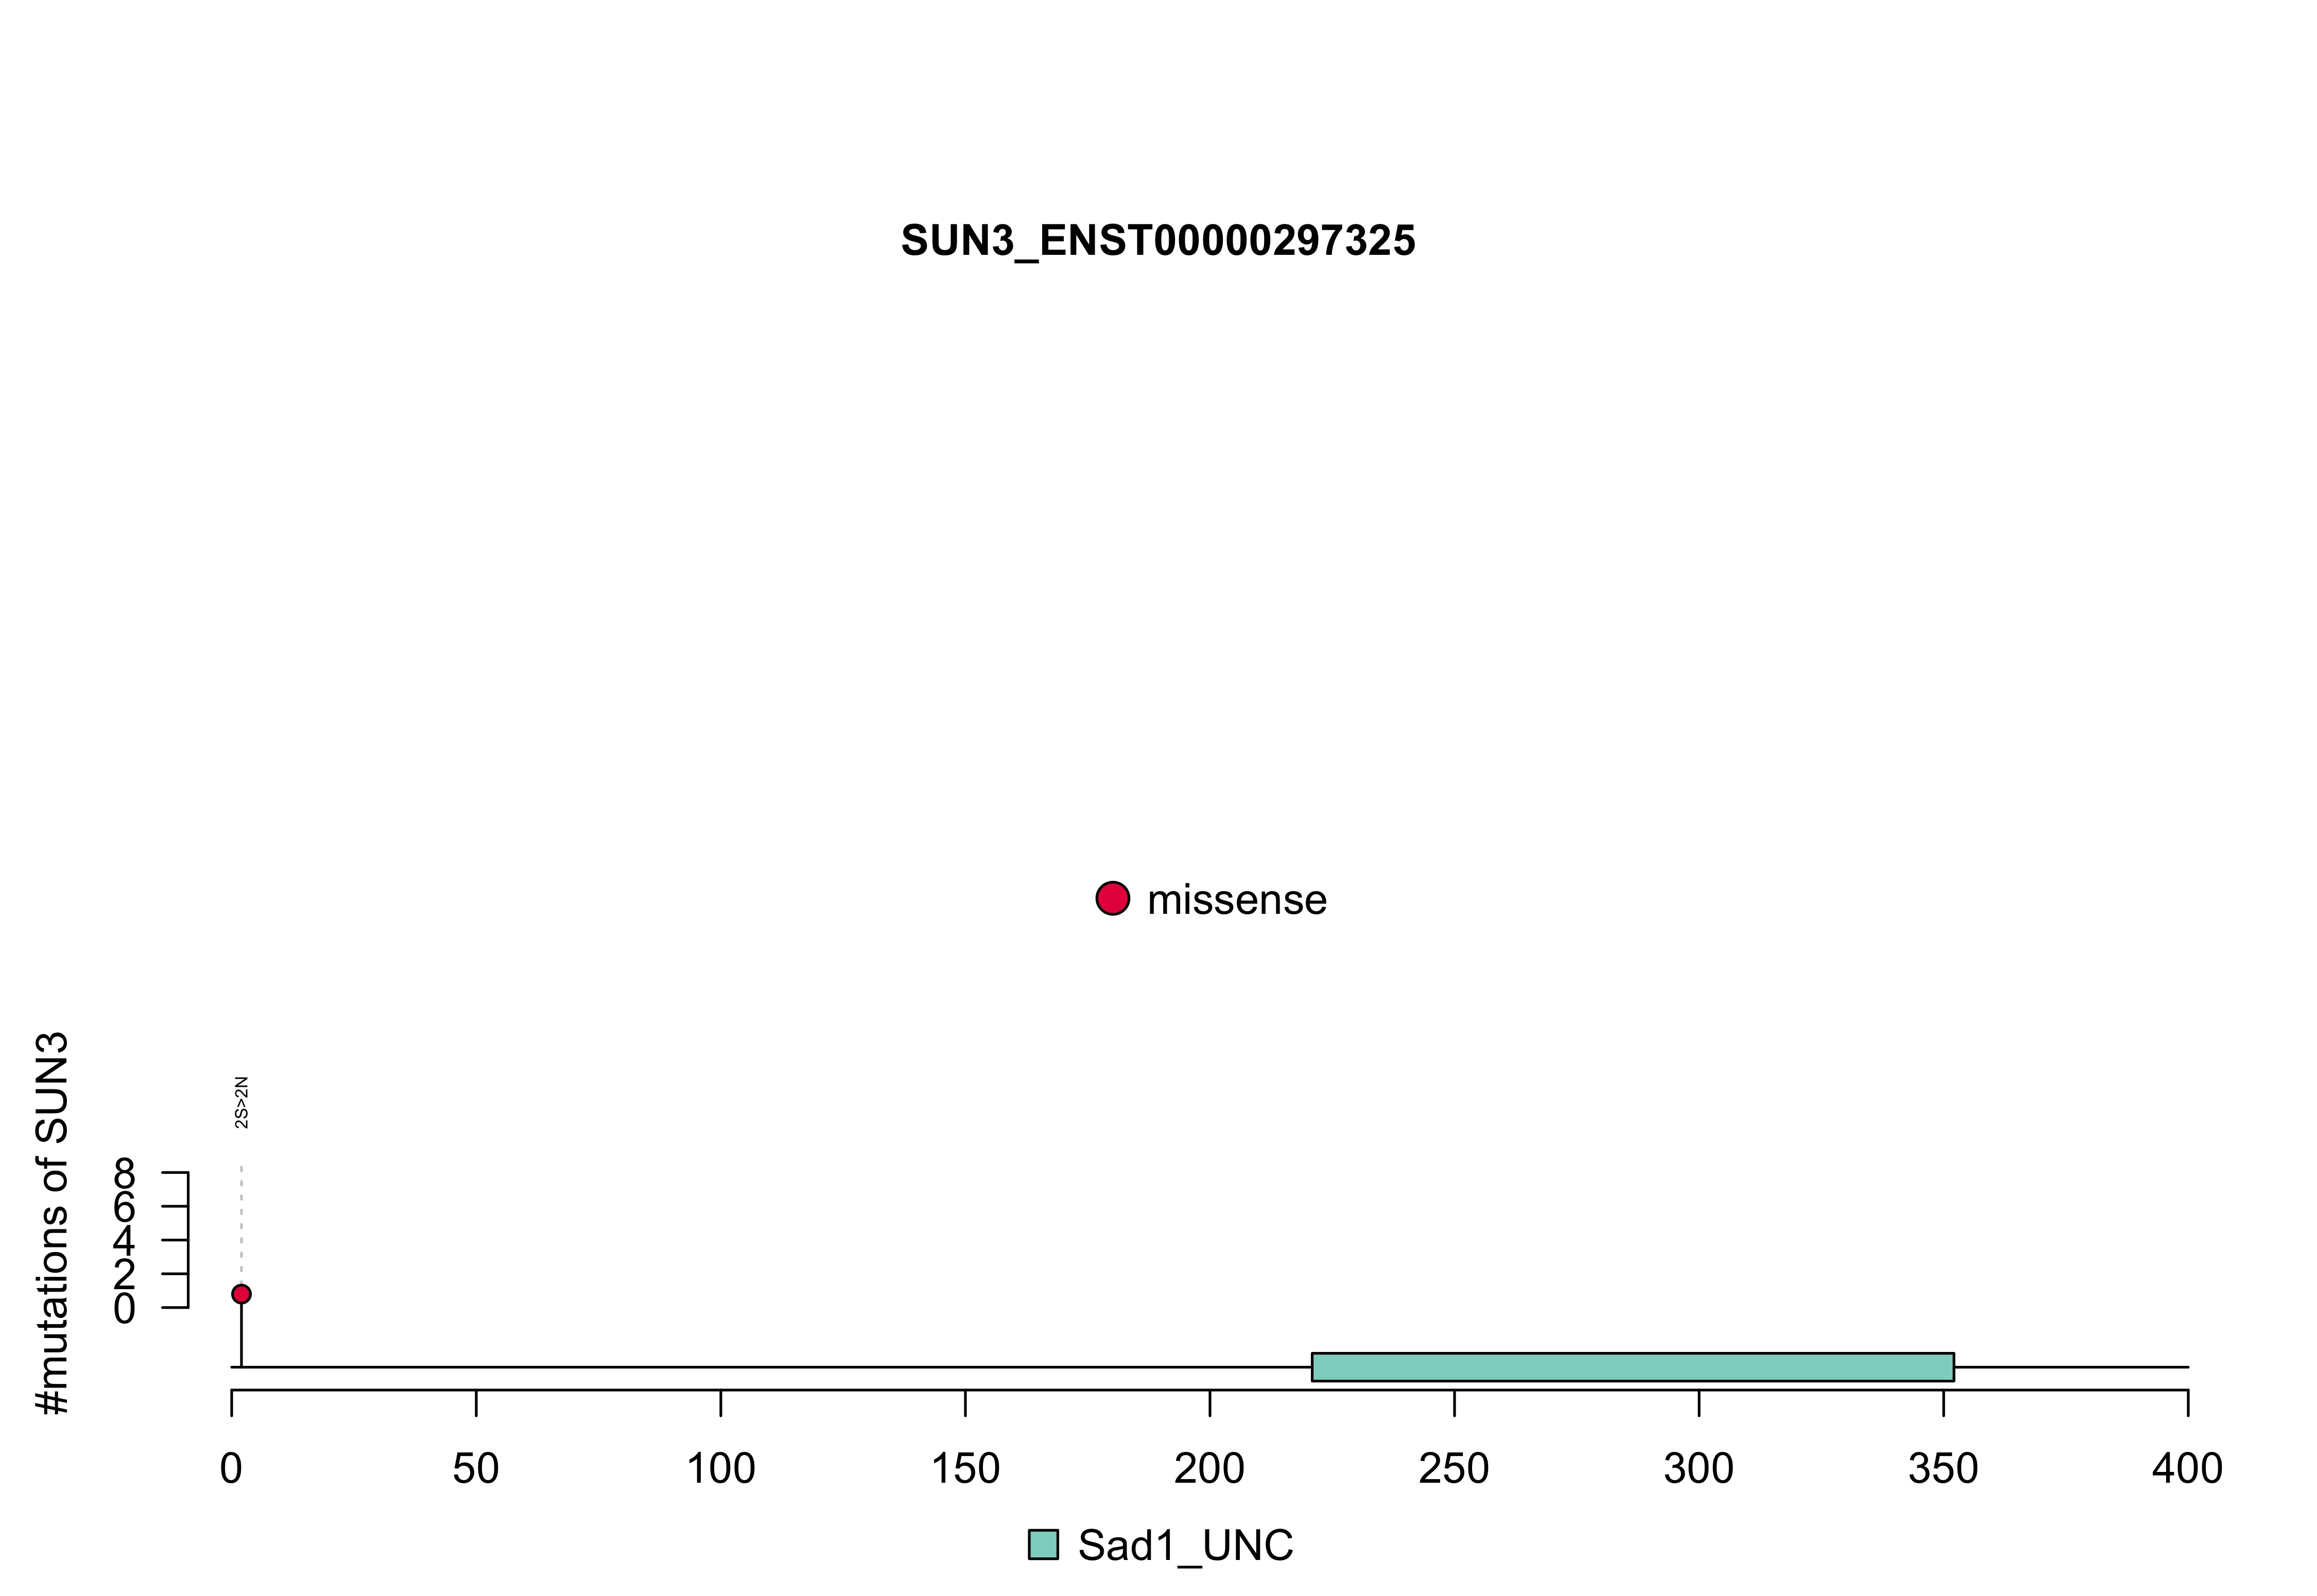 SUN3_ENST00000297325
missense
#mutations of SUN3
2S>2N
8
6
4
2
0
0 50 100 150 200 250 300 350 400
Sad1_UNC